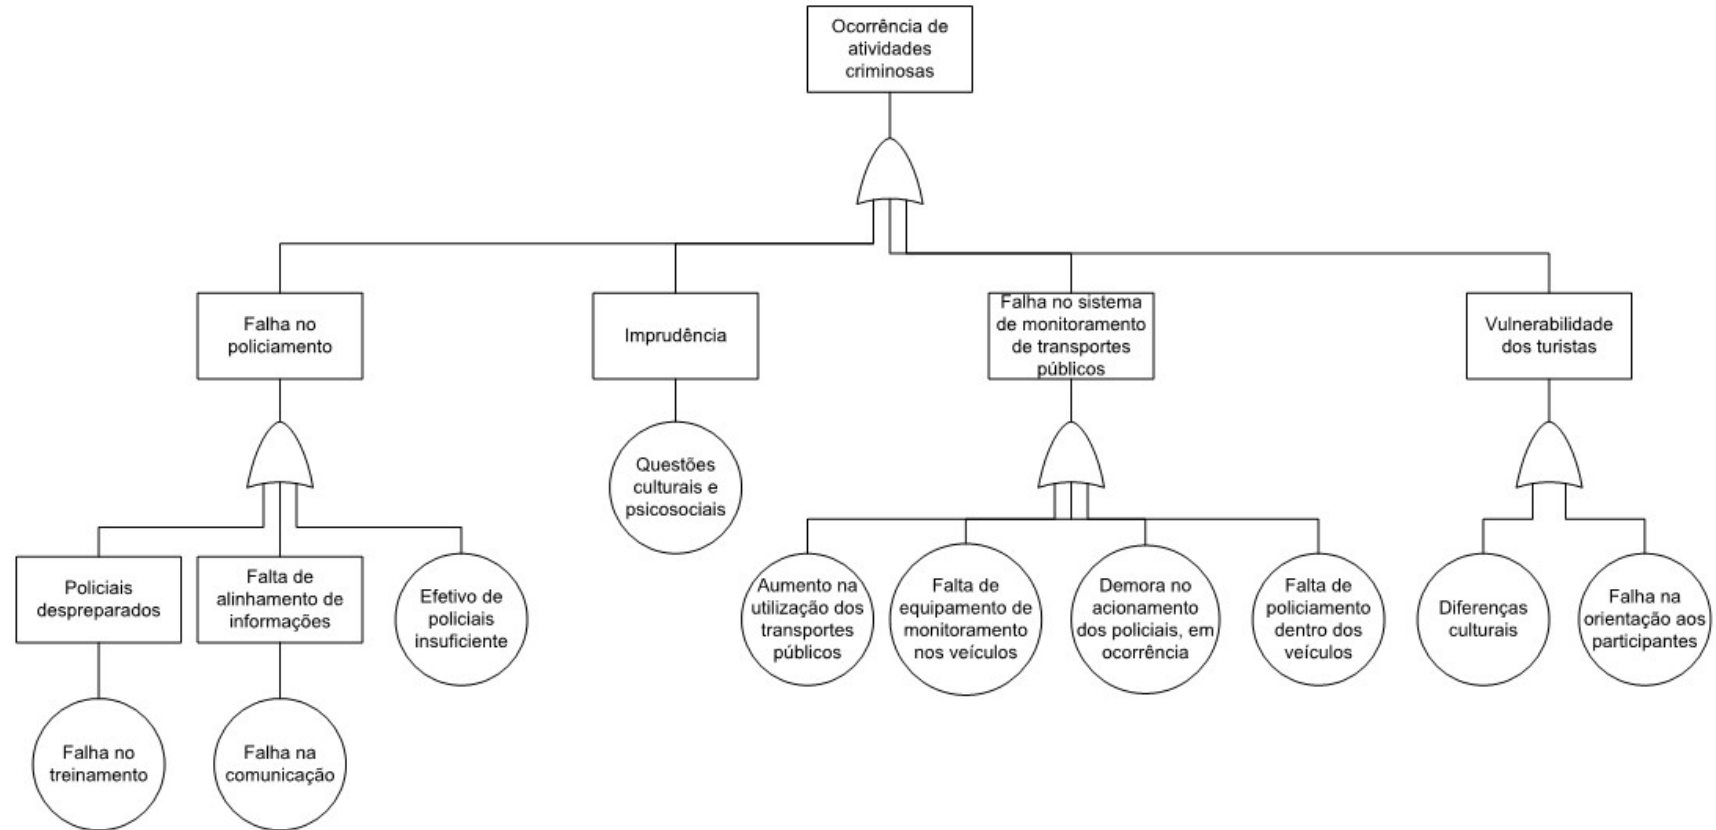 Ocorrência de
atividades
criminosas
Falha no
policiamento
Imprudência
Falha no sistema
de monitoramento
de transportes
públicos
Vulnerabilidade
dos turistas
Questões
culturais e
psicosociais
Policiais
despreparados
Falta de
alinhamento de
informações
Efetivo de
policiais
insuficiente
Aumento na
utilização dos
transportes
públicos
Falta de
equipamento de
monitoramento
nos veículos
Demora no
acionamento
dos policiais, em
ocorrência
Falta de
policiamento
dentro dos
veículos
Diferenças
culturais
Falha na
orientação aos
participantes
Falha no
treinamento
Falha na
comunicação